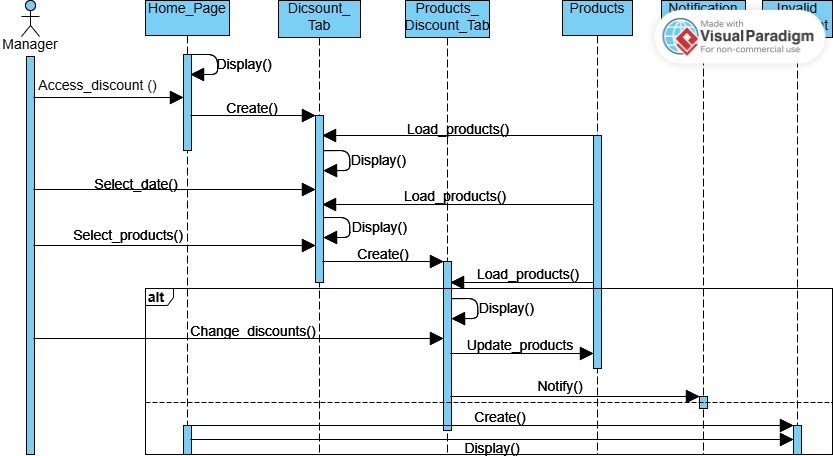 Home_Page
Dicsount_
Tab
Products_
Discount_Tab
Products
Notification
Invalid
Made with
Visual Paradigm
For non-commercial use
Manager
Display()
Access_discount ()
Create()
Load_products()
Display()
Select_date()
Load_products()
Display()
Select_products()
Create()
Load_products()
alt
Display()
Change_discounts()
Update_products
Notify()
Create()
Display()